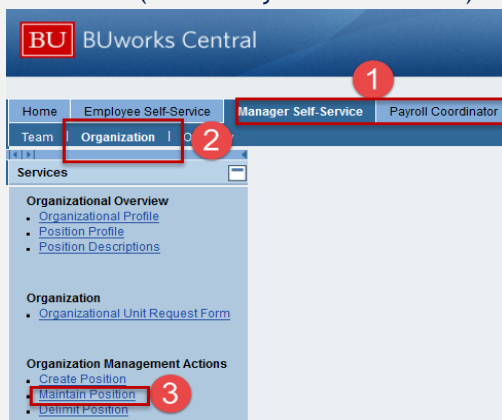 BU BUworks Central
1
Home Employee Self-Service Manager Self-Service Payroll Coordinator
Team Organization 2
Services
Organizational Overview
Organizational Profile
Position Profile
Position Descriptions
Organization
Organizational Unit Request Form
Organization Management Actions
Create Position
Maintain Position 3
Delimit Position